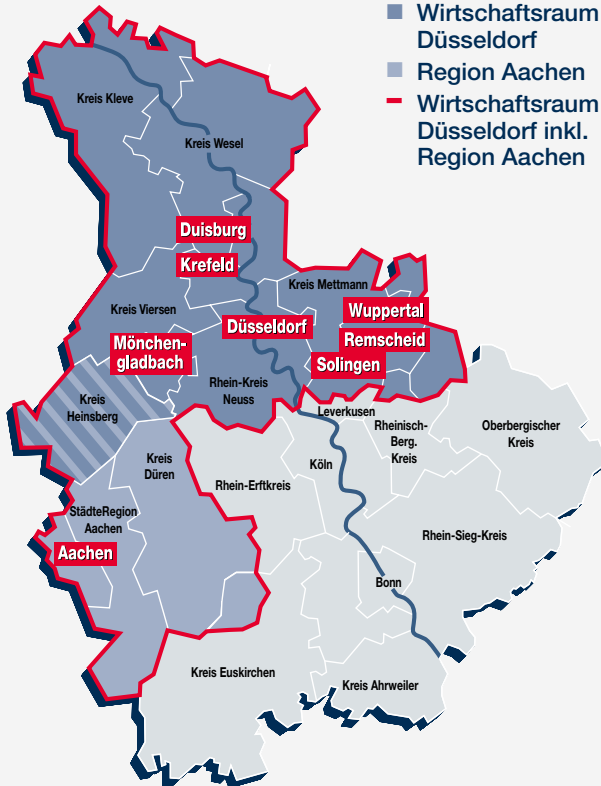 Wirtschaftsraum
Düsseldorf
Region Aachen
Wirtschaftsraum
Düsseldorf inkl.
Region Aachen
Kreis Kleve
Kreis Wesel
Duisburg
Krefeld
Kreis Mettmann
Kreis Viersen
Wuppertal
Düsseldorf
Remscheid
Mönchen-
gladbach
Solingen
Rhein-Kreis
Neuss
Kreis
Heinsberg
Leverkusen
Rheinisch-
Berg.
Kreis
Oberbergischer
Kreis
Kreis
Düren
Köln
Rhein-Erftkreis
StädteRegion
Aachen
Rhein-Sieg-Kreis
Aachen
Bonn
Kreis Euskirchen
Kreis Ahrweiler